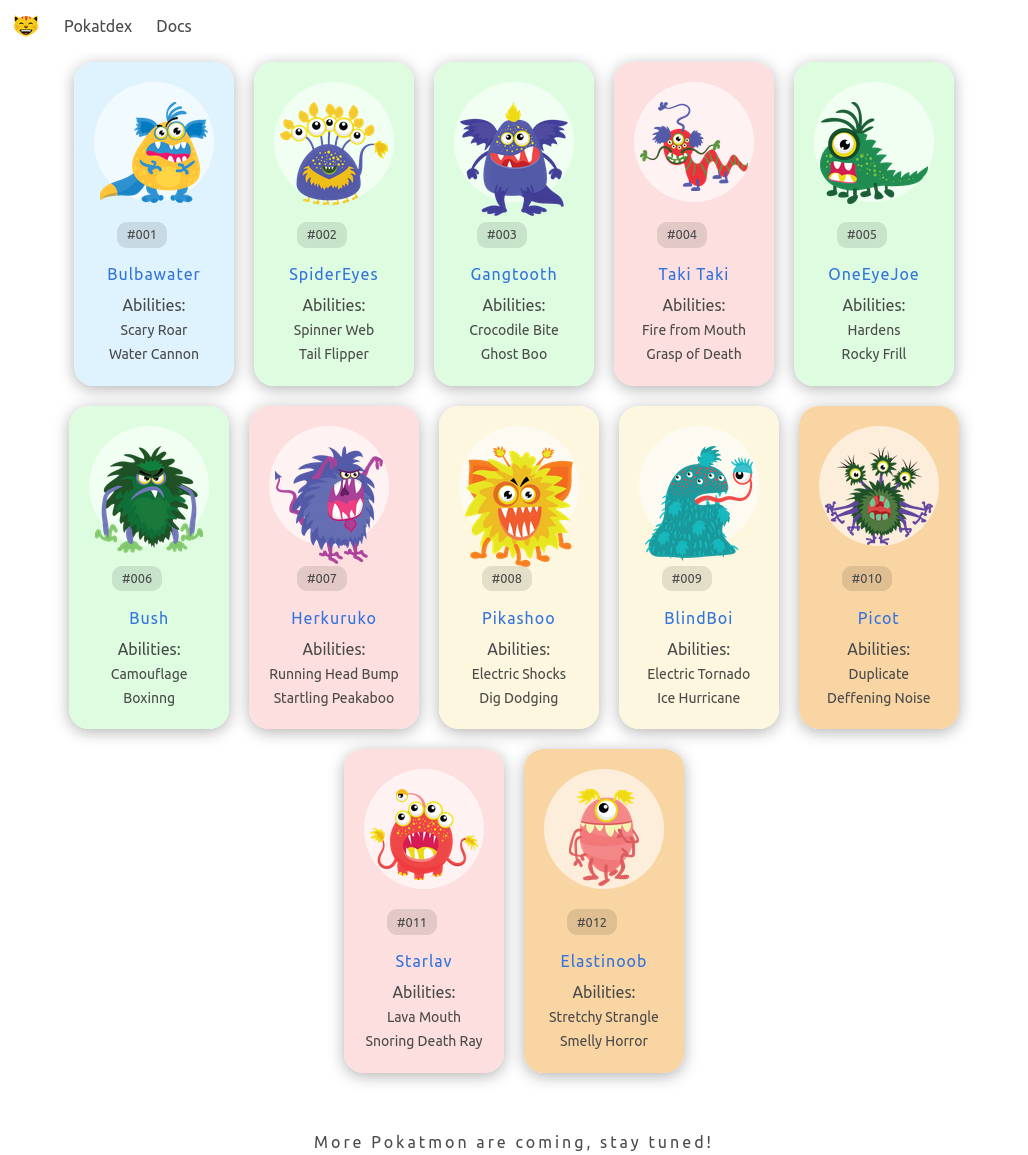 Pokatdex Docs
#001
Bulbawater
Abilities:
Scary Roar
Water Cannon
#002
SpiderEyes
Abilities:
Spinner Web
Tail Flipper
#003
Gangtooth
Abilities:
Crocodile Bite
Ghost Boo
#004
Taki Taki
Abilities:
Fire from Mouth
Grasp of Death
#005
OneEyeJoe
Abilities:
Hardens
Rocky Frill
#006
Bush
Abilities:
Camouflage
Boxinng
#007
Herkuruko
Abilities:
Running Head Bump
Startling Peakaboo
#008
Pikashoo
Abilities:
Electric Shocks
Dig Dodging
#009
BlindBoi
Abilities:
Electric Tornado
Ice Hurricane
#010
Picot
Abilities:
Duplicate
Deffening Noise
#011
Starlav
Abilities:
Lava Mouth
Snoring Death Ray
#012
Elastinoob
Abilities:
Stretchy Strangle
Smelly Horror
More Pokatmon are coming, stay tuned!